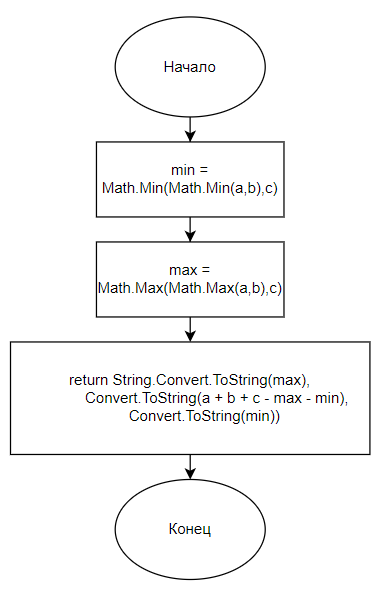 Начало
min =
Math.Min(Math.Min(a,b),c)
max =
Math.Max(Math.Max(a,b),c)
return String.Convert.ToString(max),
Convert.ToString(a + b + c - max - min),
Convert.ToString(min))
Конец